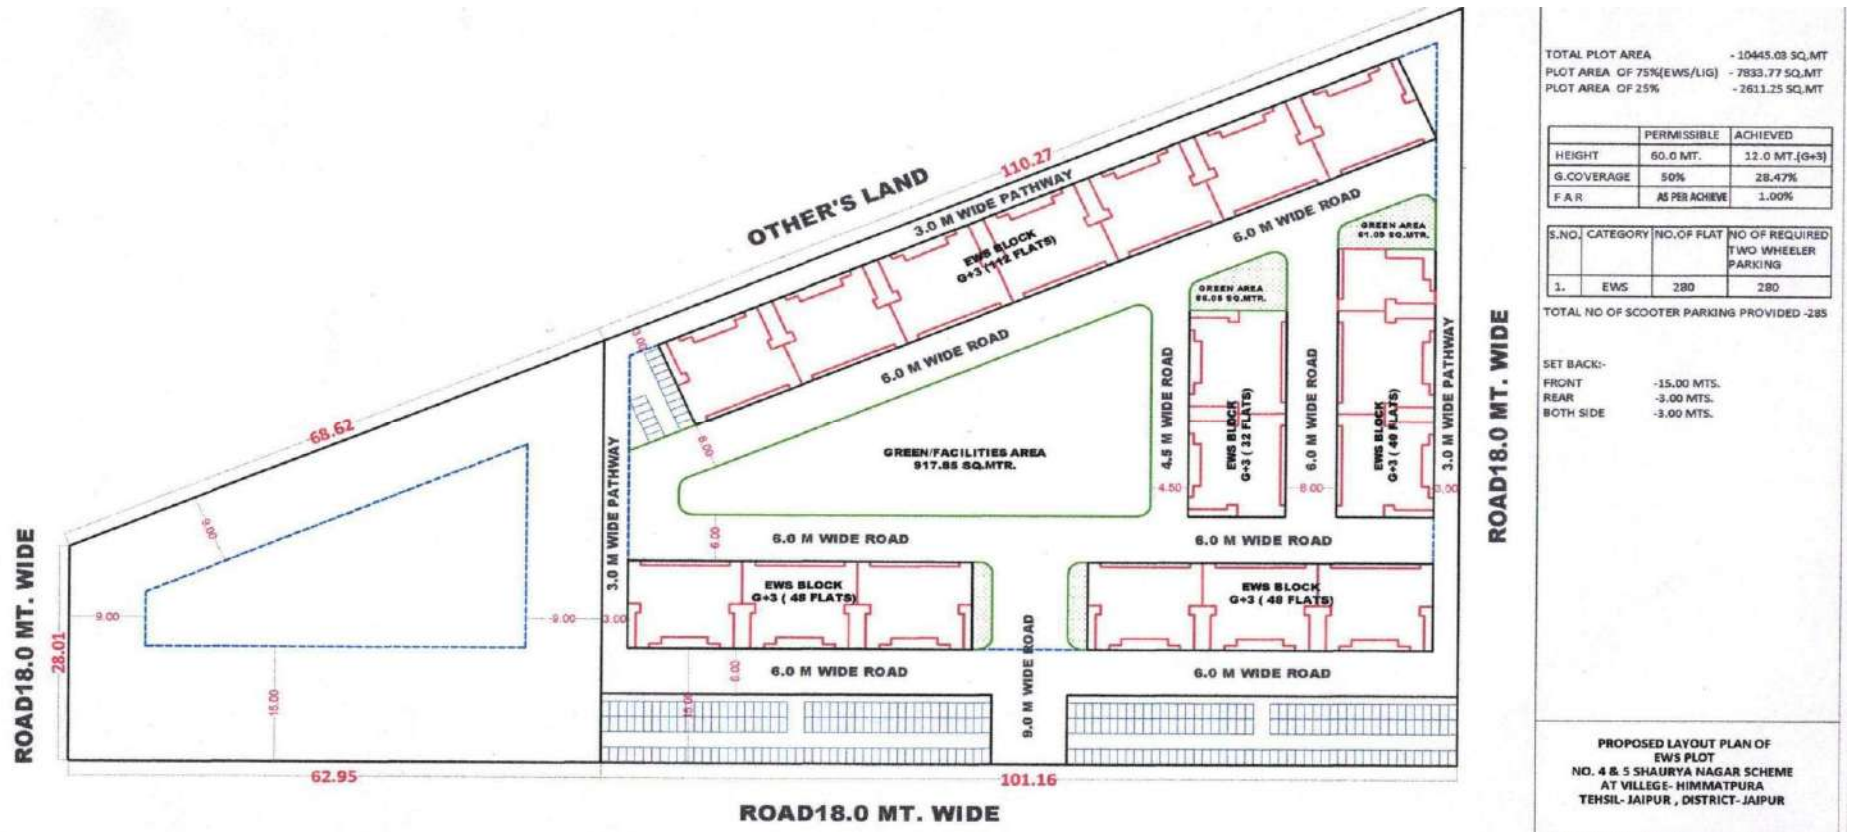 TOTAL PLOT AREA - 10445.03 SQ.MT
PLOT AREA OF 75%(EWS/LIG) - 7833.77 SQ.MT
PLOT AREA OF 25% - 2611.25 SQ.MT
PERMISSIBLE ACHIEVED
HEIGHT 60.0 MT. 12.0 MT.(G+3)
G.COVERAGE 50% 28.47%
F A R AS PER ACHIEVE 1.00%
S.NO. CATEGORY NO.OF FLAT NO OF REQUIRED
TWO WHEELER
PARKING
1. EWS 280 280
TOTAL NO OF SCOOTER PARKING PROVIDED -285
SET BACK:-
FRONT -15.00 MTS.
REAR -3.00 MTS.
BOTH SIDE -3.00 MTS.
PROPOSED LAYOUT PLAN OF
EWS PLOT
NO. 4 & 5 SHAURYA NAGAR SCHEME
AT VILLEGE- HIMMATPURA
TEHSIL- JAIPUR , DISTRICT- JAIPUR
OTHER'S LAND
110.27
3.0 M WIDE PATHWAY
EWS BLOCK
G+3 (112 FLATS)
6.0 M WIDE ROAD
6.0 M WIDE ROAD
GREEN AREA
GREEN AREA
3.00
68.62
6.00
GREEN/FACILITIES AREA
917.85 SQ.MTR.
4.5 M WIDE ROAD
EWS BLOCK
G+3 ( 32 FLATS)
6.0 M WIDE ROAD
EWS BLOCK
G+3 ( 40 FLATS)
3.0 M WIDE PATHWAY
ROAD18.0 MT. WIDE
4.50
6.00
3.00
9.00
3.0 M WIDE PATHWAY
6.00
6.0 M WIDE ROAD
6.0 M WIDE ROAD
ROAD18.0 MT. WIDE
28.01
9.00
9.00
3.00
EWS BLOCK
G+3 ( 48 FLATS)
EWS BLOCK
G+3 ( 48 FLATS)
15.00
6.00
15.00
6.0 M WIDE ROAD
9.0 M WIDE ROAD
6.0 M WIDE ROAD
62.95
101.16
ROAD18.0 MT. WIDE